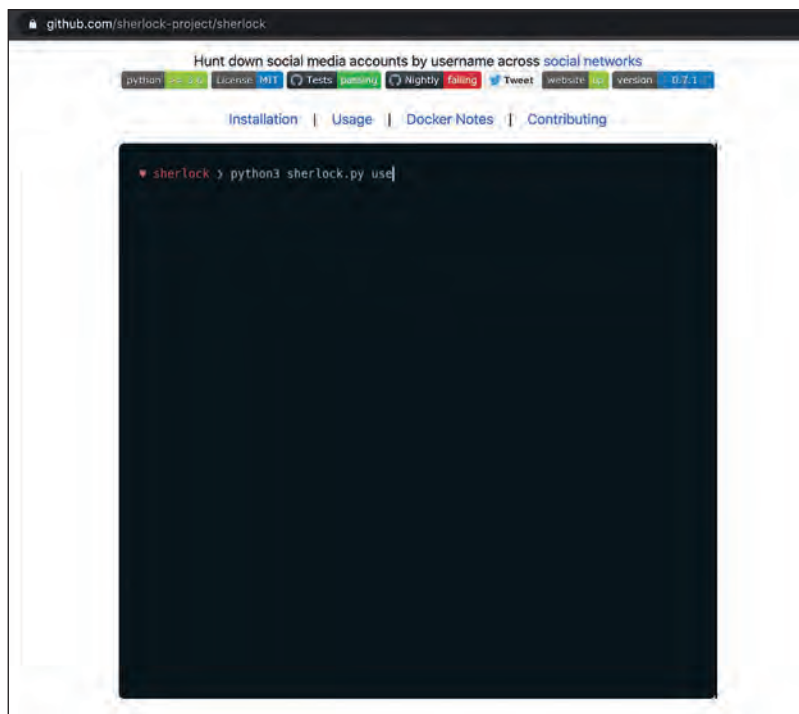 github.com/sherlock-project/sherlock
Hunt down social media accounts by username across social networks
python License MIT Tests passing Nightly failing Tweet website up version 0.7.1
Installation | Usage | Docker Notes | Contributing
♥ sherlock ❯ python3 sherlock.py use